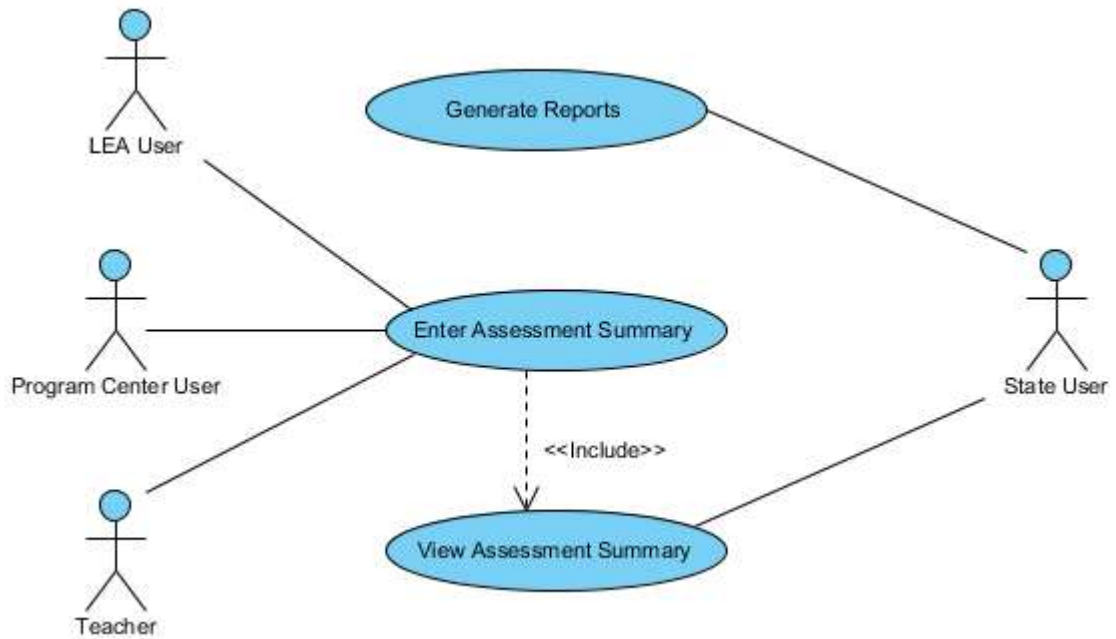 LEA User
Generate Reports
Enter Assessment Summary
Program Center User
State User
<<Include>>
View Assessment Summary
Teacher